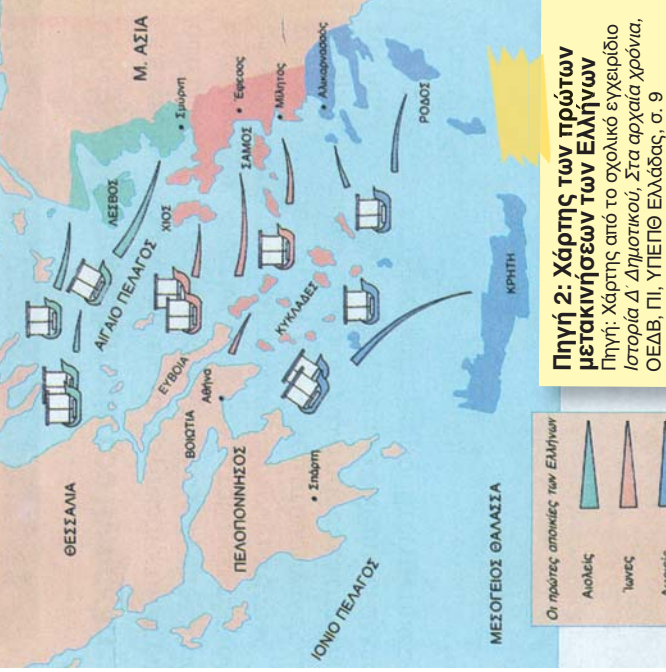 Μ. ΑΣΙΑ
Σμύρνη
Έφεσος
Μίλητος
Αλικαρνασσός
ΛΕΣΒΟΣ
ΧΙΟΣ
ΣΑΜΟΣ
ΡΟΔΟΣ
ΑΙΓΑΙΟ ΠΕΛΑΓΟΣ
ΚΥΚΛΑΔΕΣ
ΚΡΗΤΗ
ΕΥΒΟΙΑ
Αθήνα
ΒΟΙΩΤΙΑ
ΘΕΣΣΑΛΙΑ
ΠΕΛΟΠΟΝΝΗΣΟΣ
Σπάρτη
ΙΟΝΙΟ ΠΕΛΑΓΟΣ
ΜΕΣΟΓΕΙΟΣ ΘΑΛΑΣΣΑ
Οι πρώτες αποικίες των Ελλήνων
Αιολείς
Ίωνες
Πηγή 2: Χάρτης των πρώτων
μετακινήσεων των Ελλήνων
Πηγή: Χάρτης από το σχολικό εγχειρίδιο
Ιστορία Δ΄ Δημοτικού, Στα αρχαία χρόνια,
ΟΕΔΒ, ΠΙ, ΥΠΕΠΘ Ελλάδας, σ. 9